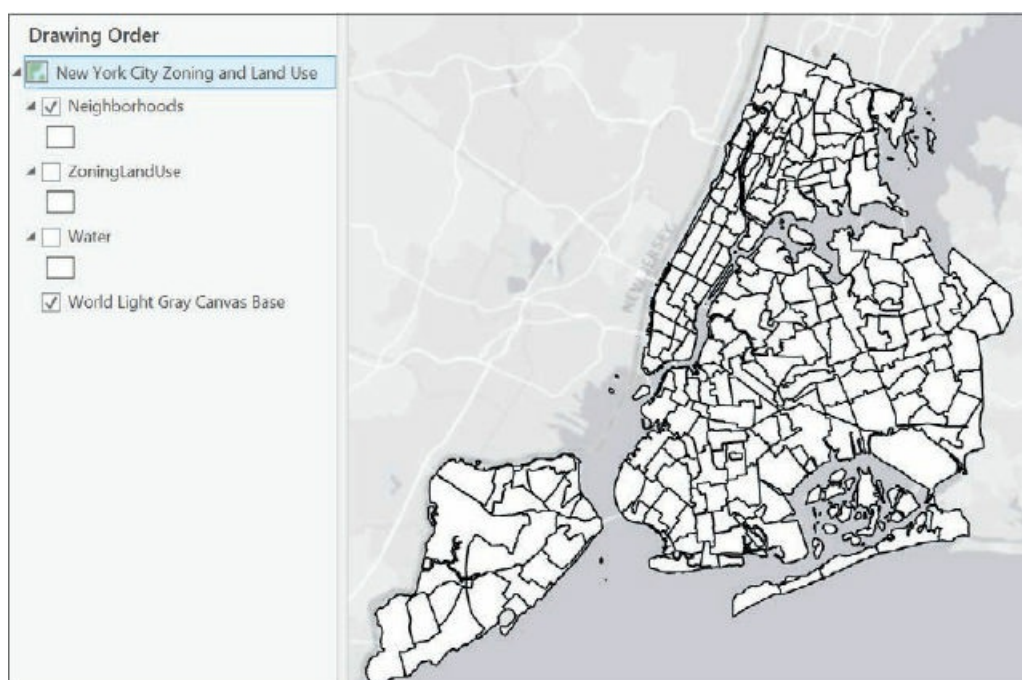 Drawing Order
New York City Zoning and Land Use
Neighborhoods
ZoningLandUse
Water
World Light Gray Canvas Base
NEW JERSEY